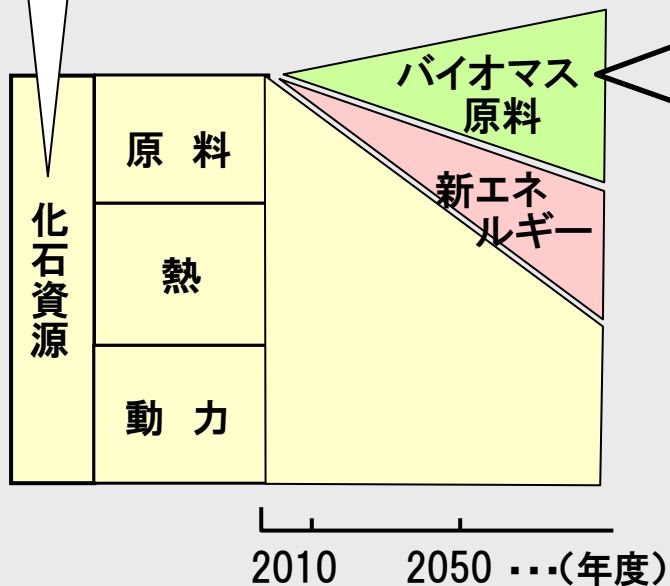 化石資源
原 料
熱
動 力
バイオマス
原料
新エネ
ルギー
2010 2050 ・・・(年度)